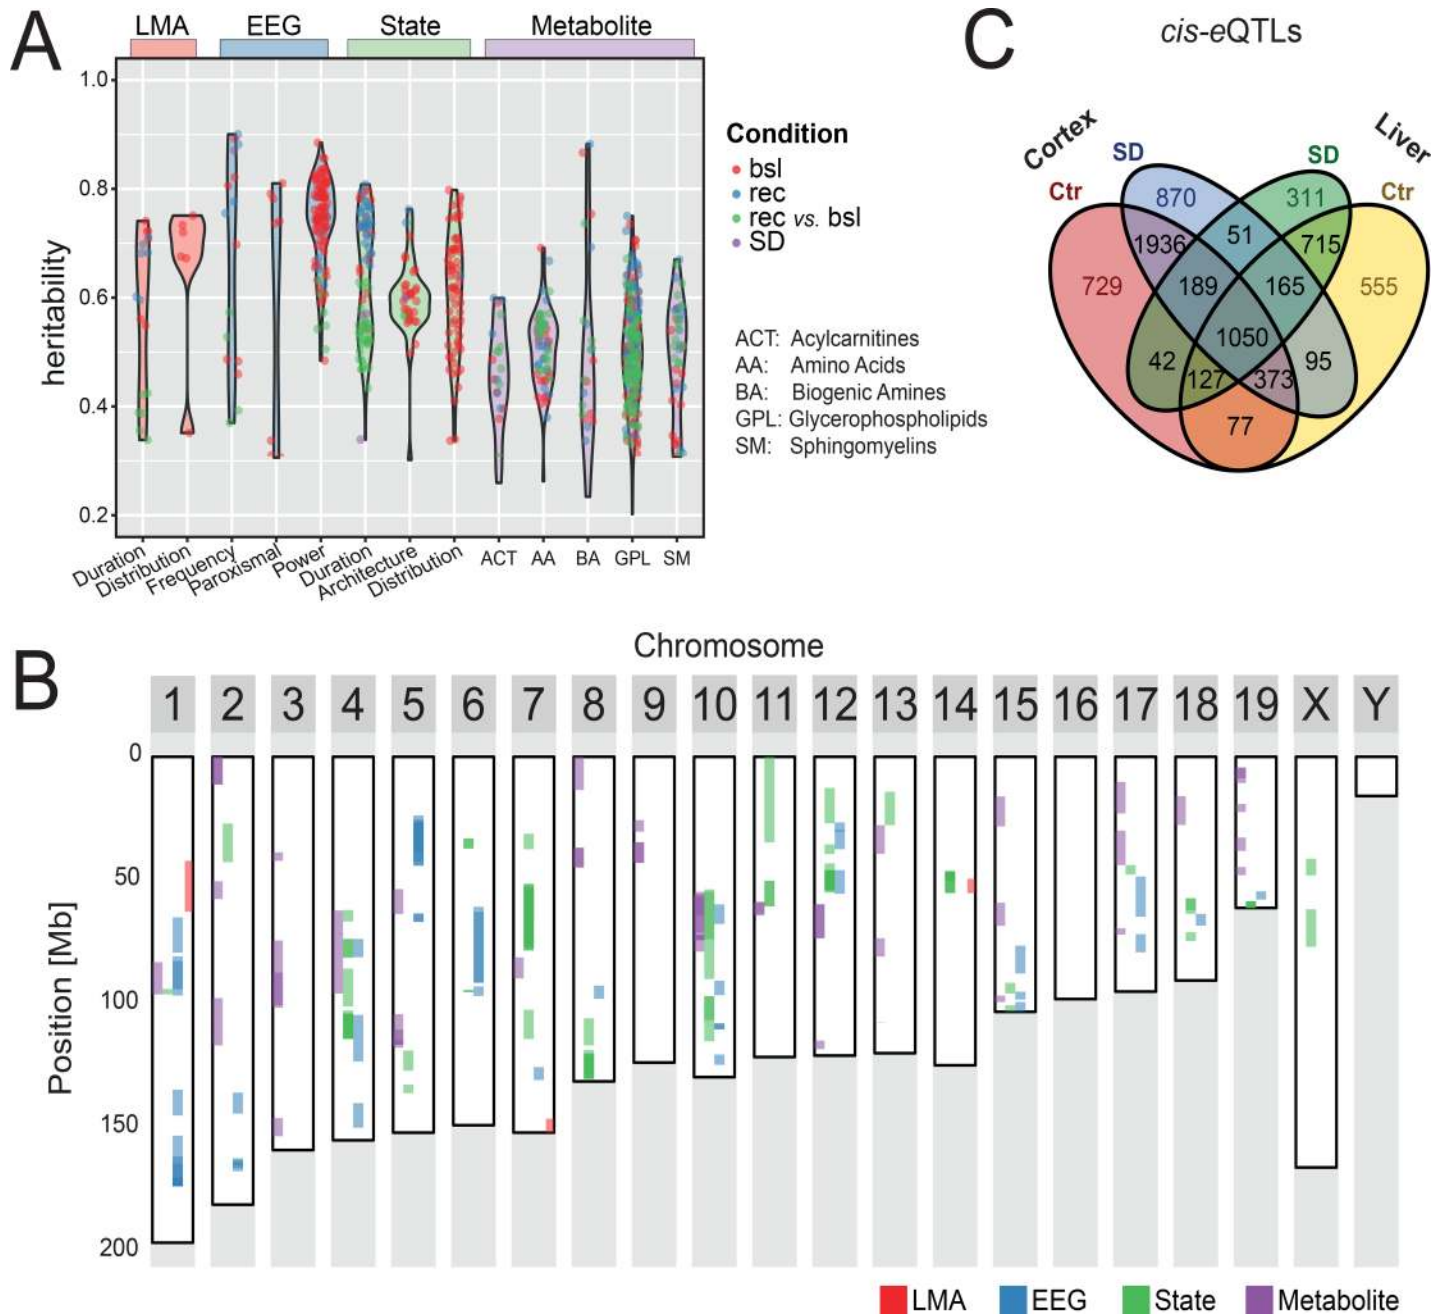 A
LMA EEG State Metabolite
1.0
0.8
0.6
0.4
0.2
heritability
Duration Distribution Frequency Paroxismal Power Duration Architecture Distribution ACT AA BA GPL SM
Condition
bsl
rec
rec vs. bsl
SD
ACT: Acylcarnitines
AA: Amino Acids
BA: Biogenic Amines
GPL: Glycerophospholipids
SM: Sphingomyelins
C
cis-eQTLs
Cortex Liver
SD SD
Ctr Ctr
870 311
1936 51 715
729 189 165 555
1050
42 127 373 95
77
B
Chromosome
1 2 3 4 5 6 7 8 9 10 11 12 13 14 15 16 17 18 19 X Y
0
50
100
150
200
Position [Mb]
LMA EEG State Metabolite